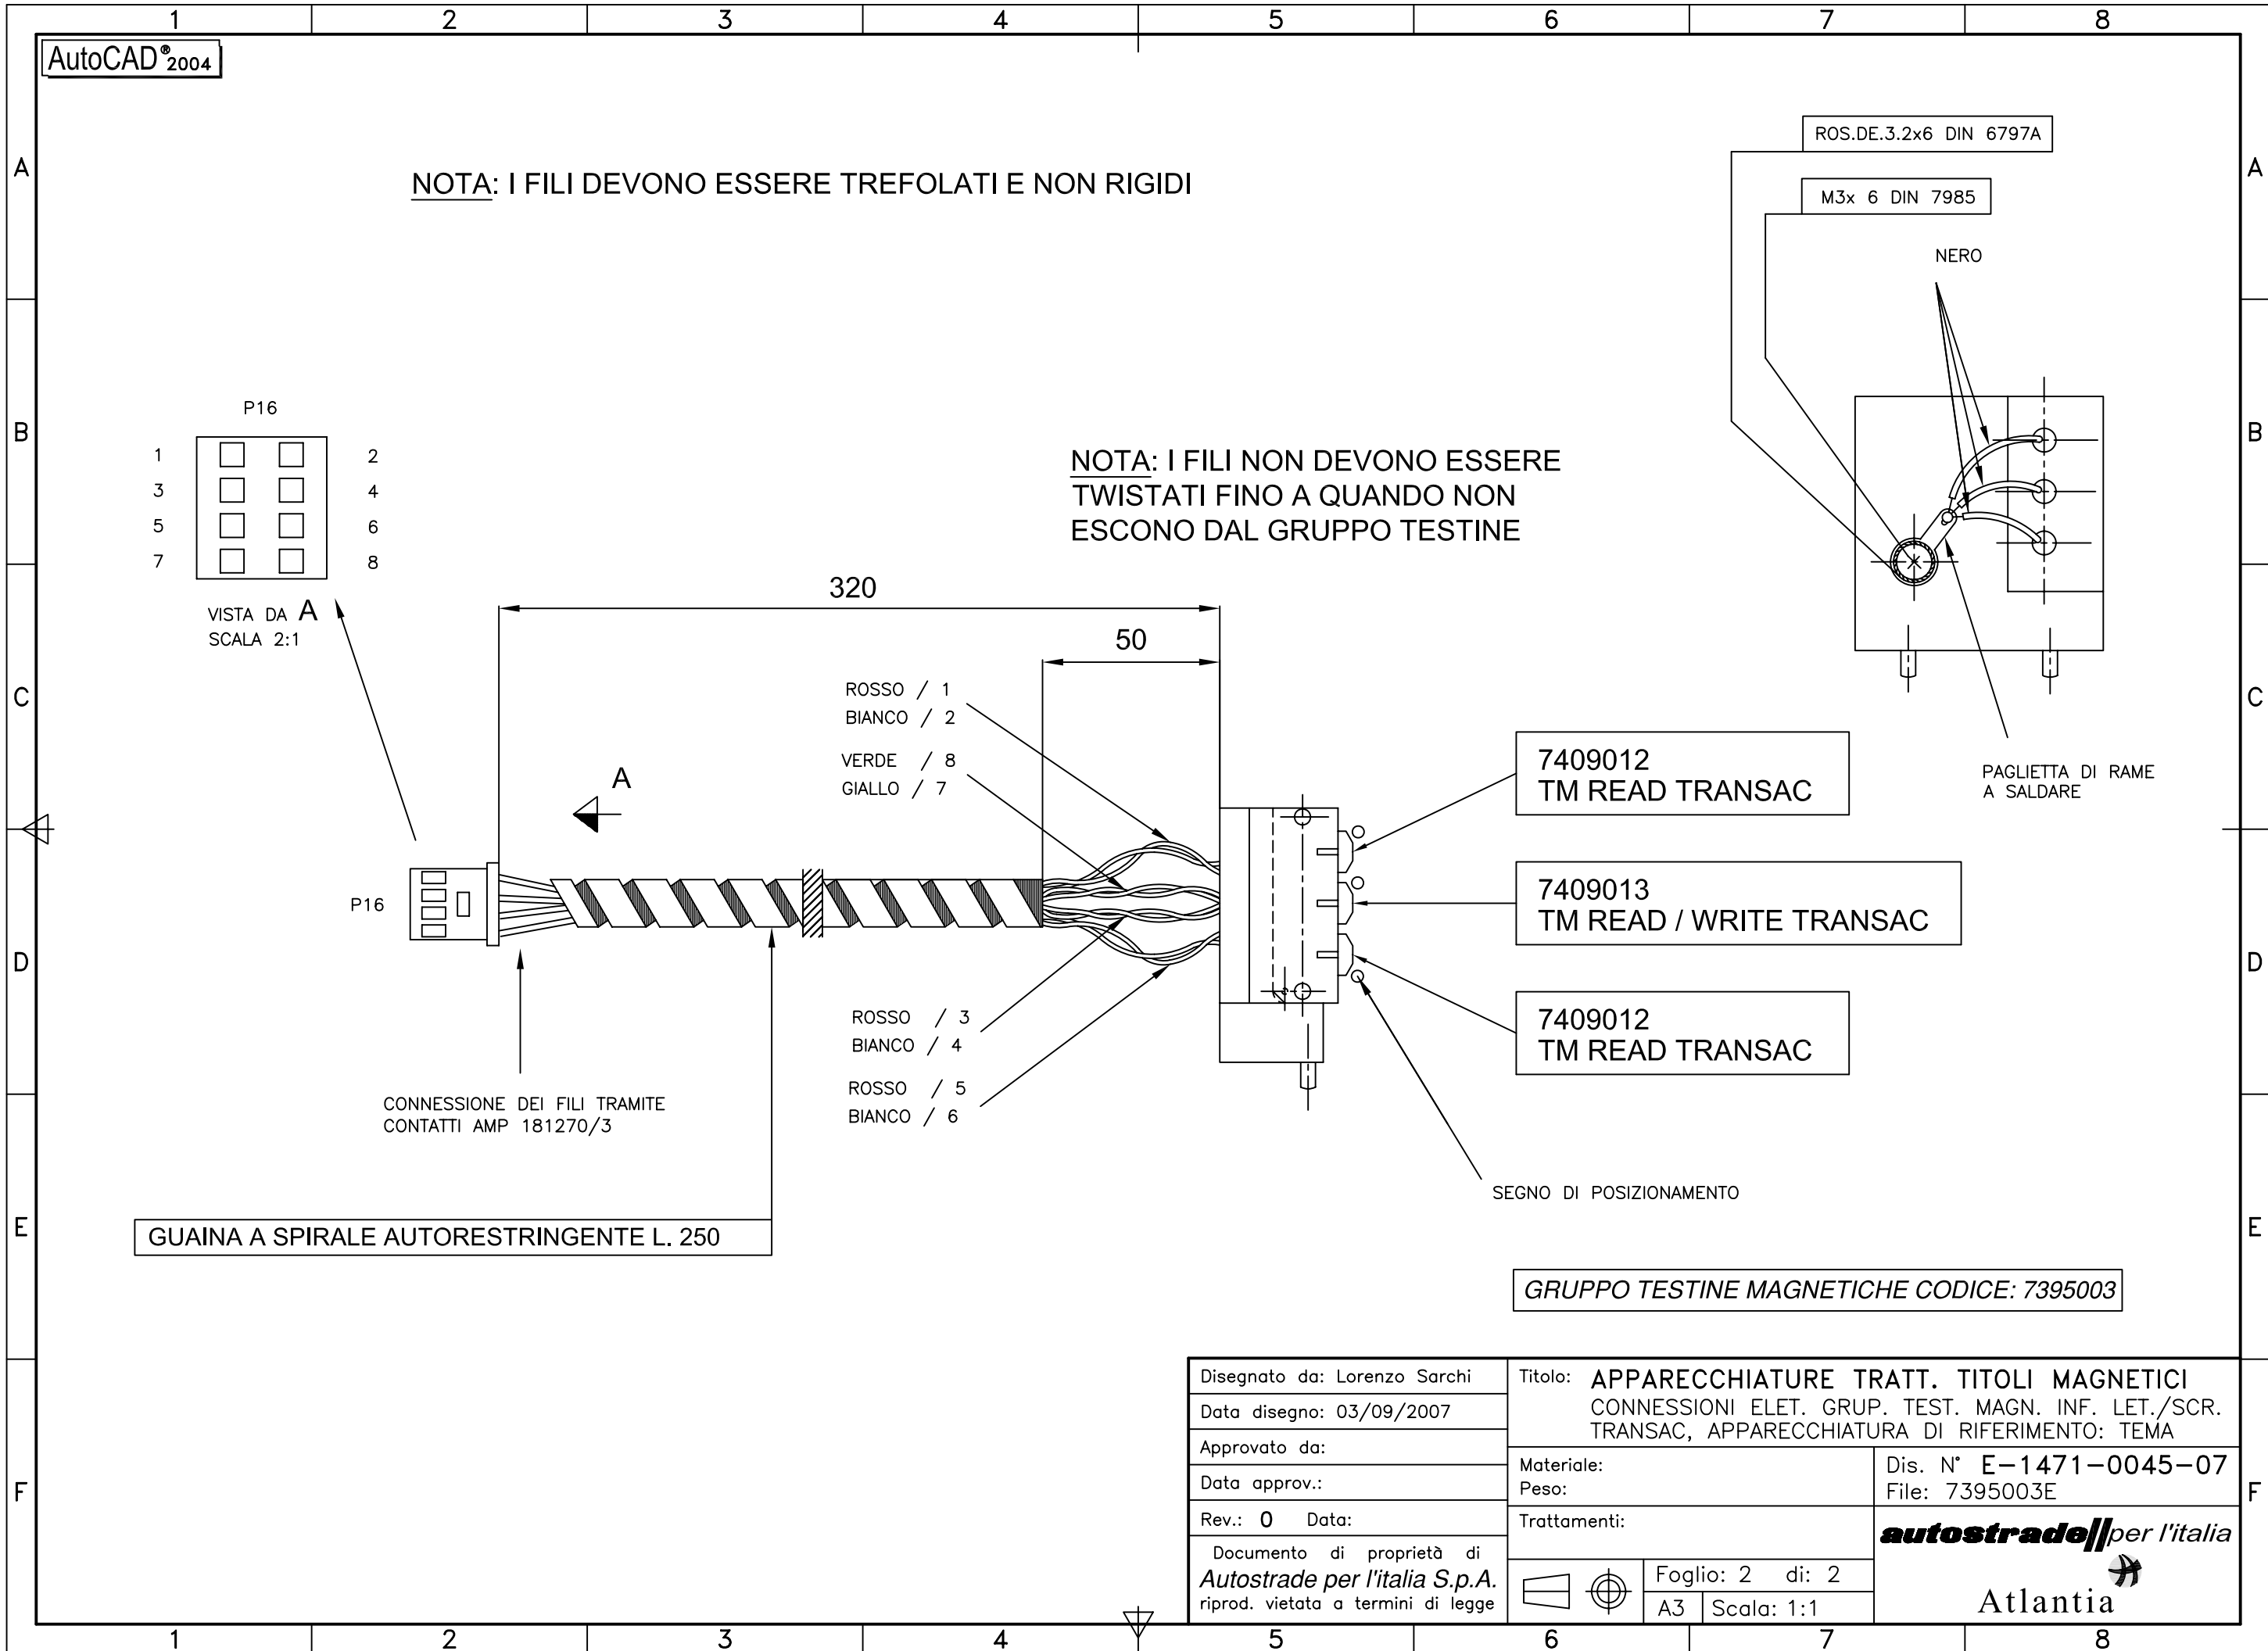 1 2 3 4 5 6 7 8
AutoCAD®2004
A
A
B
B
C
C
D
D
E
E
F
F
NOTA: I FILI DEVONO ESSERE TREFOLATI E NON RIGIDI
ROS.DE.3.2x6 DIN 6797A
M3x 6 DIN 7985
NERO
P16
1 2
3 4
5 6
7 8
VISTA DA A
SCALA 2:1
NOTA: I FILI NON DEVONO ESSERE
TWISTATI FINO A QUANDO NON
ESCONO DAL GRUPPO TESTINE
320
50
ROSSO / 1
BIANCO / 2
VERDE / 8
GIALLO / 7
A
P16
7409012
TM READ TRANSAC
PAGLIETTA DI RAME
A SALDARE
7409013
TM READ / WRITE TRANSAC
7409012
TM READ TRANSAC
ROSSO / 3
BIANCO / 4
ROSSO / 5
BIANCO / 6
CONNESSIONE DEI FILI TRAMITE
CONTATTI AMP 181270/3
SEGNO DI POSIZIONAMENTO
GUAINA A SPIRALE AUTORESTRINGENTE L. 250
GRUPPO TESTINE MAGNETICHE CODICE: 7395003
Disegnato da: Lorenzo Sarchi
Data disegno: 03/09/2007
Approvato da:
Data approv.:
Rev.: 0 Data:
Documento di proprietà di
Autostrade per l'italia S.p.A.
riprod. vietata a termini di legge
Titolo: APPARECCHIATURE TRATT. TITOLI MAGNETICI
CONNESSIONI ELET. GRUP. TEST. MAGN. INF. LET./SCR.
TRANSAC, APPARECCHIATURA DI RIFERIMENTO: TEMA
Materiale:
Peso:
Dis. N° E-1471-0045-07
File: 7395003E
Trattamenti:
Foglio: 2 di: 2
A3 Scala: 1:1
autostrade//per l'italia
Atlantia
1 2 3 4 5 6 7 8